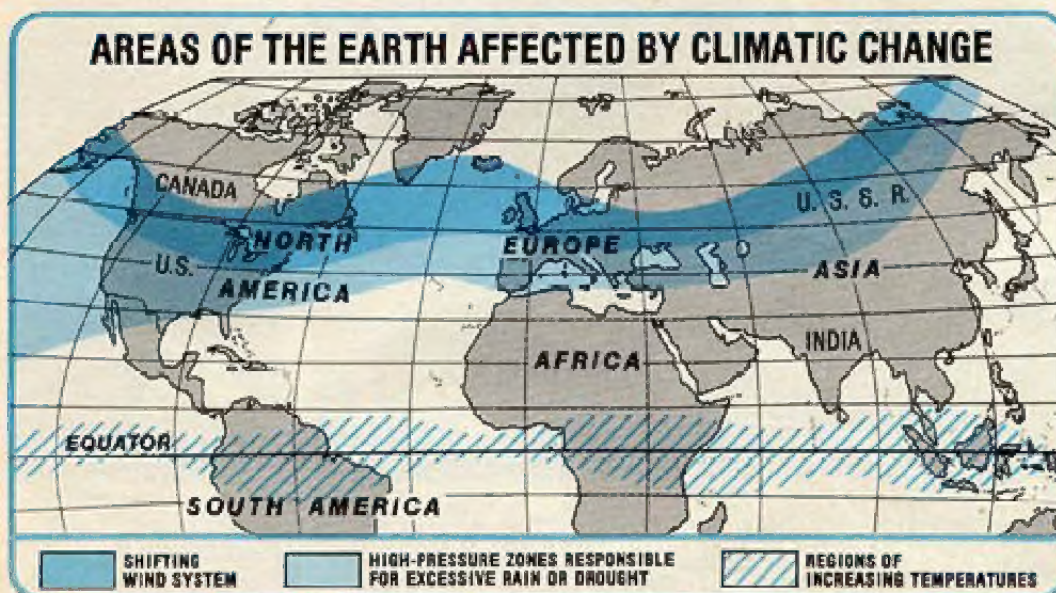 AREAS OF THE EARTH AFFECTED BY CLIMATIC CHANGE
CANADA
U. S. S. R.
NORTH
EUROPE
U.S.
ASIA
AMERICA
INDIA
AFRICA
EQUATOR
SOUTH AMERICA
SHIFTING
WIND SYSTEM
HIGH-PRESSURE ZONES RESPONSIBLE
FOR EXCESSIVE RAIN OR DROUGHT
REGIONS OF
INCREASING TEMPERATURES